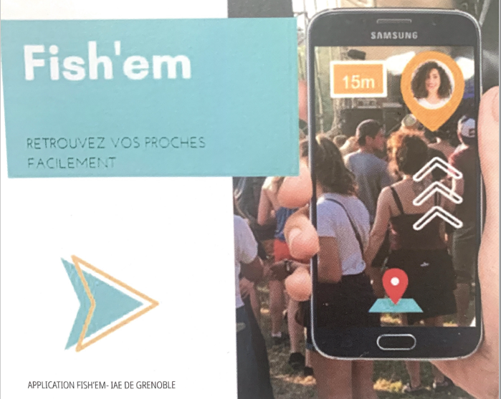 Fish'em
RETROUVEZ VOS PROCHES
FACILEMENT
SAMSUNG
15m
APPLICATION FISH'EM- IAE DE GRENOBLE